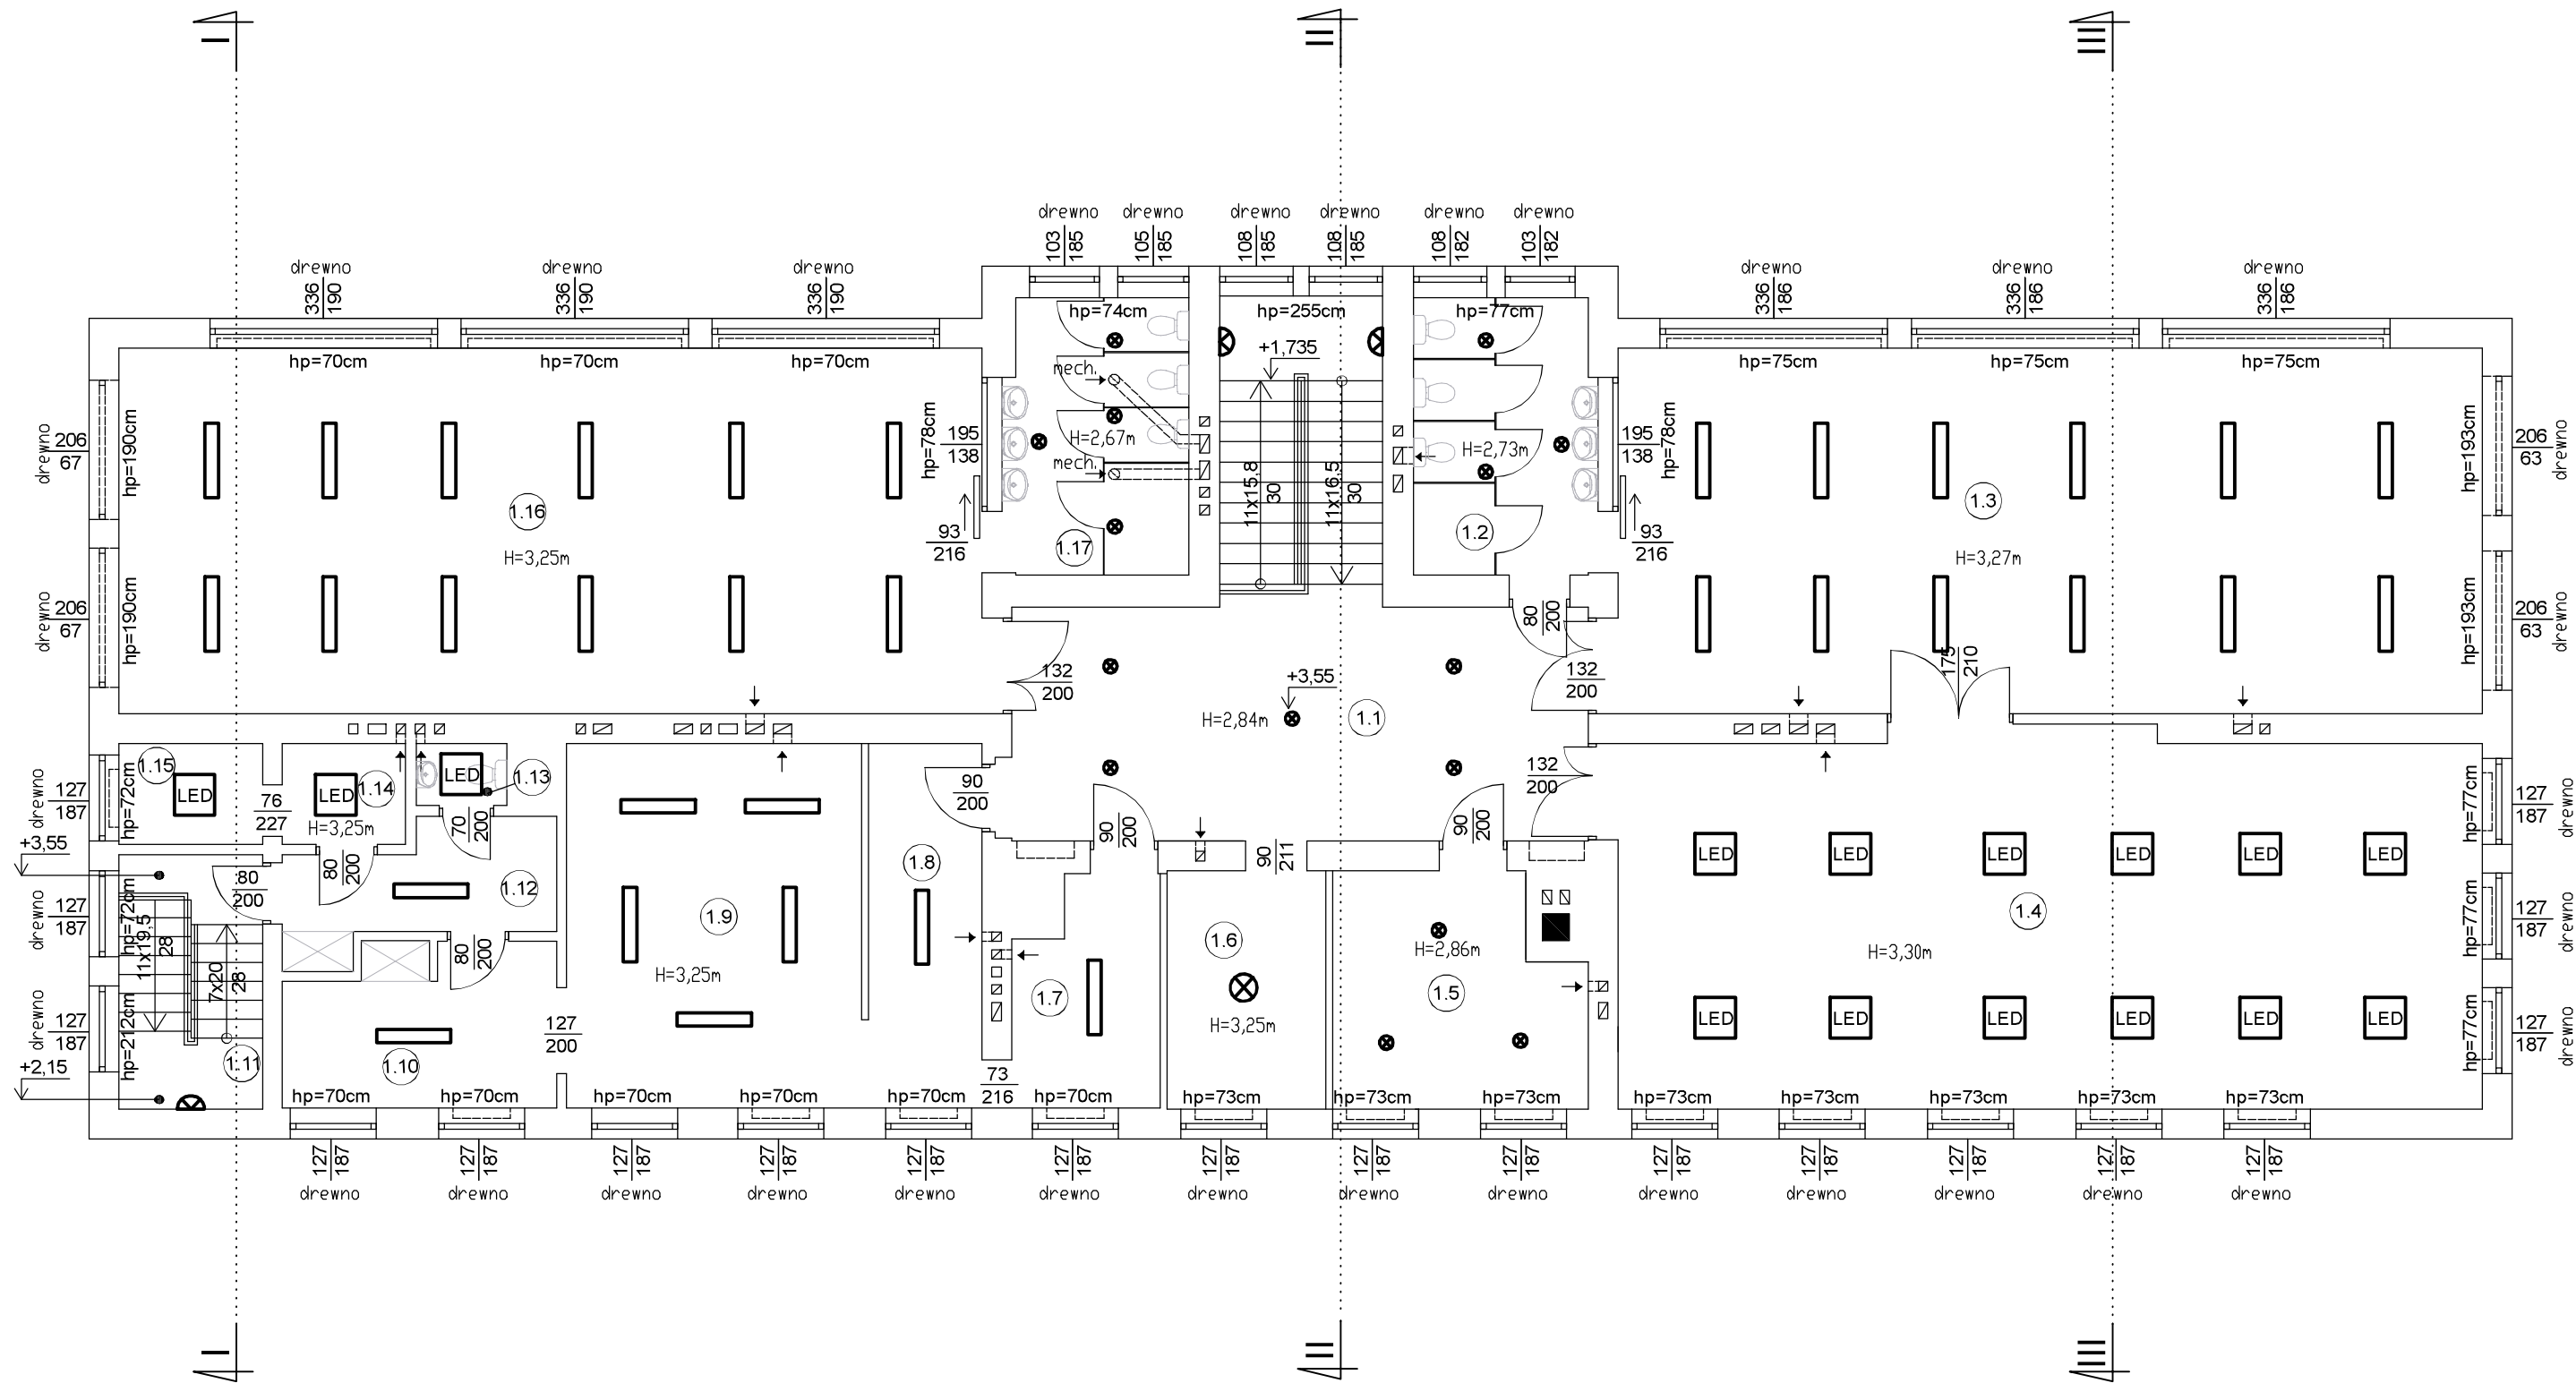 I
II
III
drewno
drewno
drewno
drewno
drewno
drewno
103
185
105
185
108
185
108
185
108
182
103
182
drewno
drewno
drewno
drewno
drewno
drewno
336
190
336
190
336
190
336
186
336
186
336
186
hp=74cm
hp=255cm
hp=77cm
+1,735
hp=70cm
hp=70cm
hp=70cm
mech.
hp=75cm
hp=75cm
hp=75cm
drewno
206
67
hp=190cm
hp=78cm
195
138
H=2,67m
mech.
H=2,73m
195
138
hp=78cm
hp=193cm
206
63
drewno
11x15,8
30
11x16,5
30
1.16
H=3,25m
93
216
1.17
1.2
93
216
1.3
H=3,27m
drewno
206
67
hp=190cm
80
200
hp=193cm
206
63
drewno
132
200
+3,55
132
200
175
210
H=2,84m
1.1
1.15
LED
1.14
LED
LED
1.13
drewno
127
187
hp=72cm
76
227
H=3,25m
70
200
90
200
132
200
hp=77cm
127
187
drewno
+3,55
80
200
80
200
90
200
90
211
90
200
1.8
LED
LED
LED
LED
LED
LED
1.12
1.9
1.4
drewno
127
187
hp=72cm
11x19,5
28
7x20
28
80
200
H=3,25m
1.6
H=2,86m
H=3,30m
hp=77cm
127
187
drewno
1.7
1.5
H=3,25m
LED
LED
LED
LED
LED
LED
drewno
127
187
hp=212cm
1.11
1.10
127
200
hp=77cm
127
187
drewno
+2,15
73
216
hp=70cm
hp=70cm
hp=70cm
hp=70cm
hp=70cm
hp=70cm
hp=73cm
hp=73cm
hp=73cm
hp=73cm
hp=73cm
hp=73cm
hp=73cm
hp=73cm
127
187
127
187
127
187
127
187
127
187
127
187
127
187
127
187
127
187
127
187
127
187
127
187
127
187
127
187
drewno
drewno
drewno
drewno
drewno
drewno
drewno
drewno
drewno
drewno
drewno
drewno
drewno
drewno
I
II
III